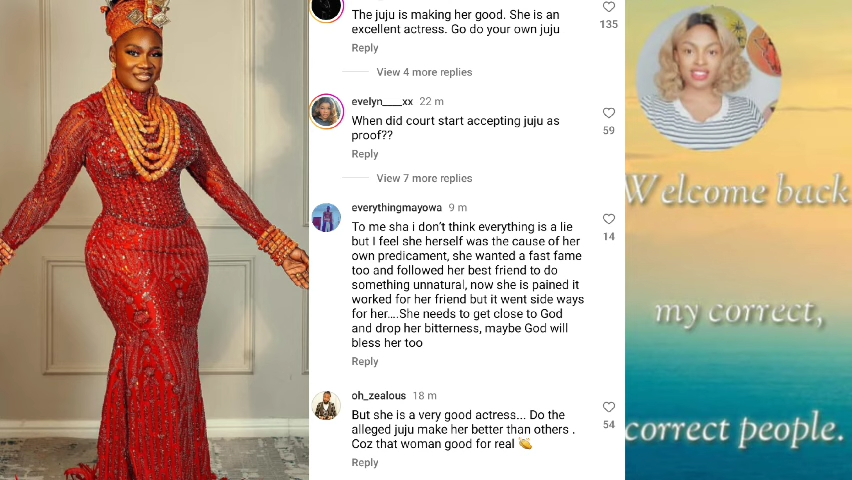 The juju is making her good. She is an
excellent actress. Go do your own juju
135
Reply
View 4 more replies
evelyn____xx 22 m
When did court start accepting juju as
proof??
59
Reply
View 7 more replies
everythingmayowa 9 m
To me sha i don't think everything is a lie
but I feel she herself was the cause of her
own predicament, she wanted a fast fame
too and followed her best friend to do
something unnatural, now she is pained it
worked for her friend but it went side ways
for her....She needs to get close to God
and drop her bitterness, maybe God will
bless her too
14
Reply
oh_zealous 18 m
But she is a very good actress... Do the
alleged juju make her better than others .
Coz that woman good for real 👏
54
Reply
Welcome back
my correct,
correct people.